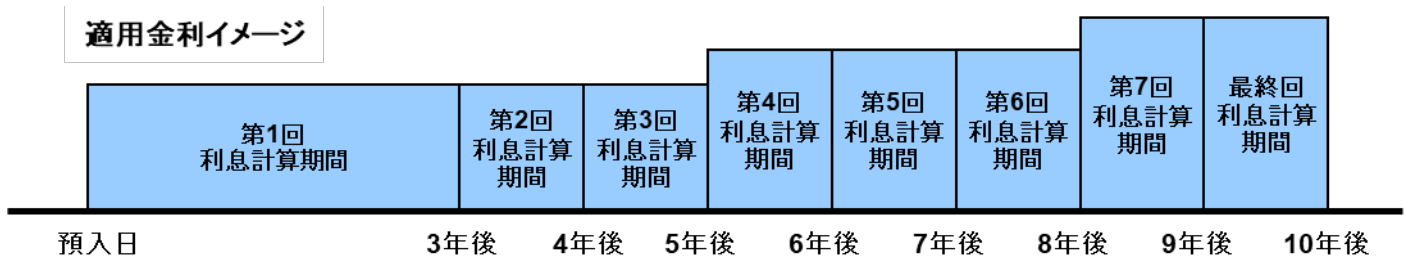 適用金利イメージ
第1回
利息計算期間
第2回
利息計算
期間
第3回
利息計算
期間
第4回
利息計算
期間
第5回
利息計算
期間
第6回
利息計算
期間
第7回
利息計算
期間
最終回
利息計算
期間
預入日
3年後
4年後
5年後
6年後
7年後
8年後
9年後
10年後